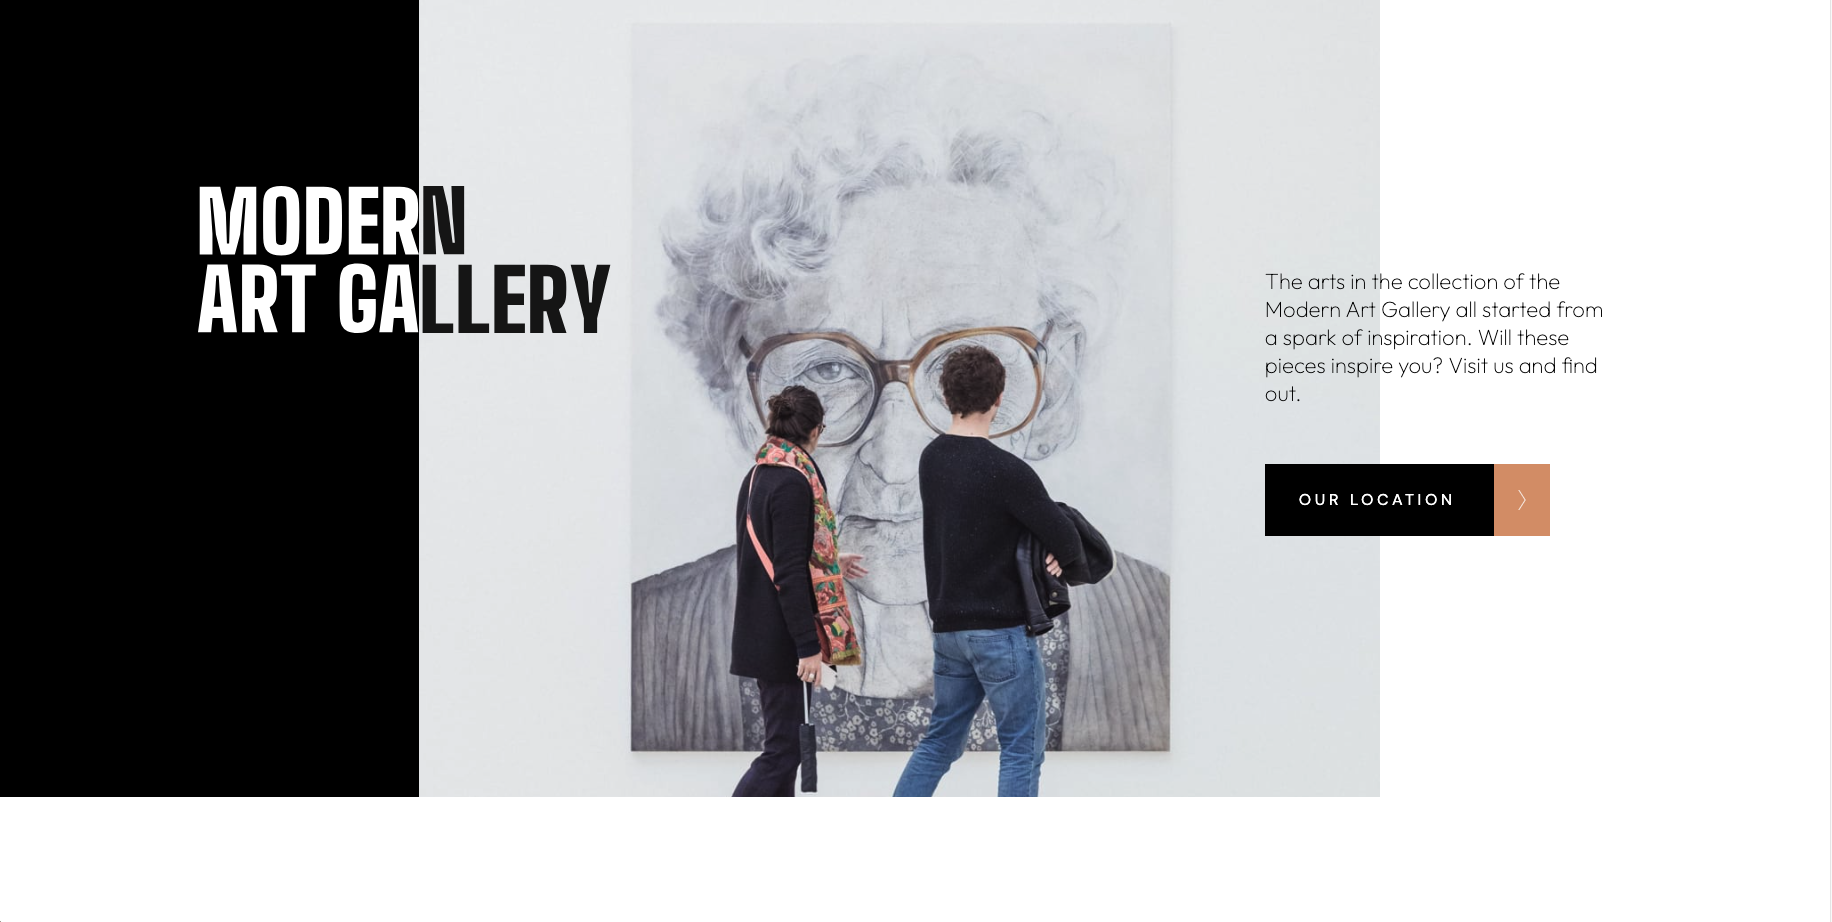 MODERN
ART GALLERY
The arts in the collection of the
Modern Art Gallery all started from
a spark of inspiration. Will these
pieces inspire you? Visit us and find
out.
OUR LOCATION